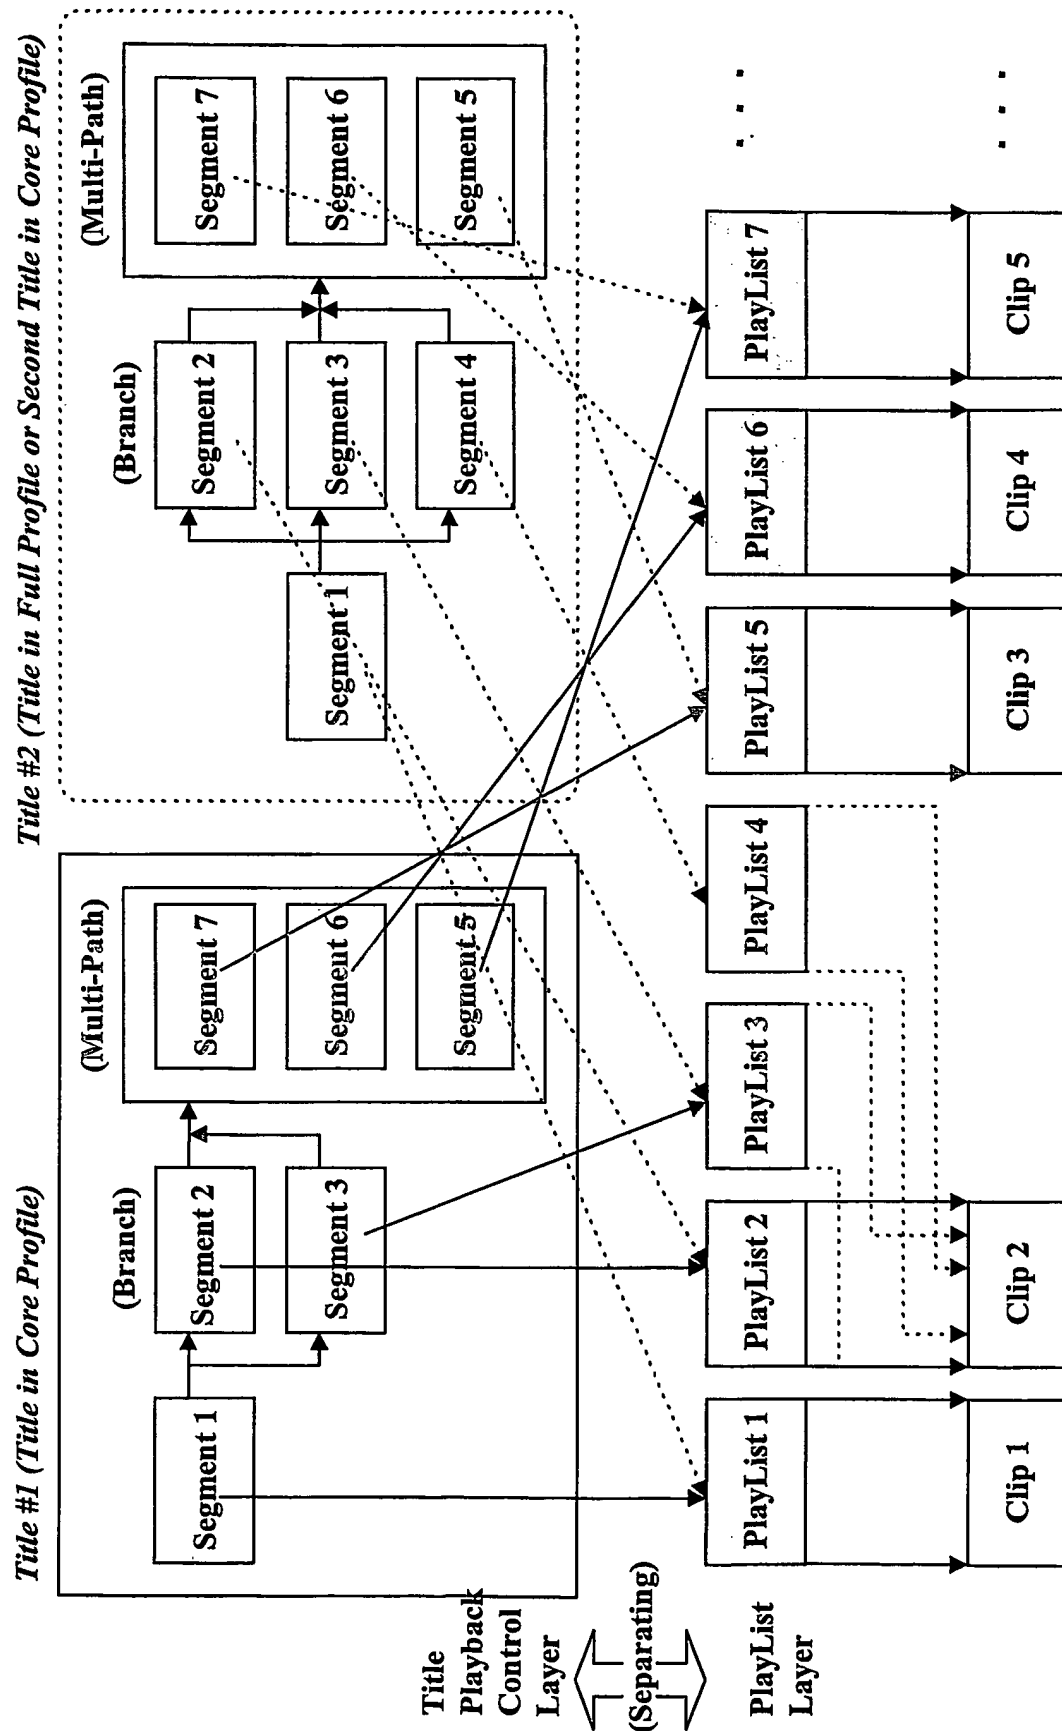 Title #1 (Title in Core Profile)
Title #2 (Title in Full Profile or Second Title in Core Profile)
(Branch)
(Multi-Path)
Segment 1
Segment 2
Segment 3
Segment 7
Segment 6
Segment 5
(Branch)
(Multi-Path)
Segment 1
Segment 2
Segment 3
Segment 4
Segment 7
Segment 6
Segment 5
Title
Playback
Control
Layer
(Separating)
PlayList
Layer
PlayList 1
PlayList 2
PlayList 3
PlayList 4
PlayList 5
PlayList 6
PlayList 7
. . .
Clip 1
Clip 2
Clip 3
Clip 4
Clip 5
. . .